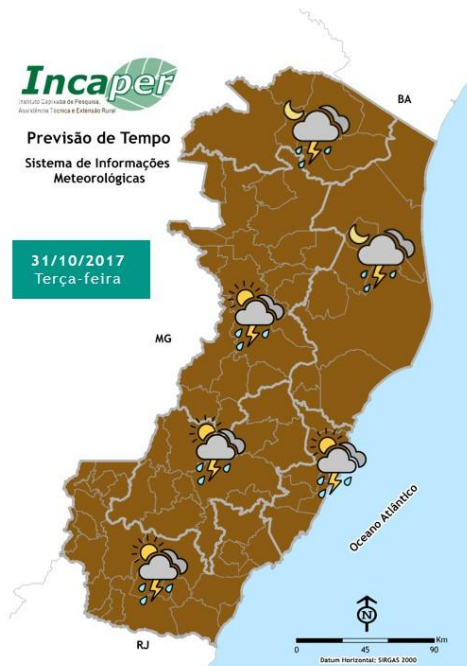 Incaper
Instituto Capixaba de Pesquisa,
Assistência Técnica e Extensão Rural
Previsão de Tempo
Sistema de Informações
Meteorológicas
31/10/2017
Terça-feira
BA
MG
Oceano Atlântico
RJ
N
Km
0
45
90
Datum Horizontal: SIRGAS 2000